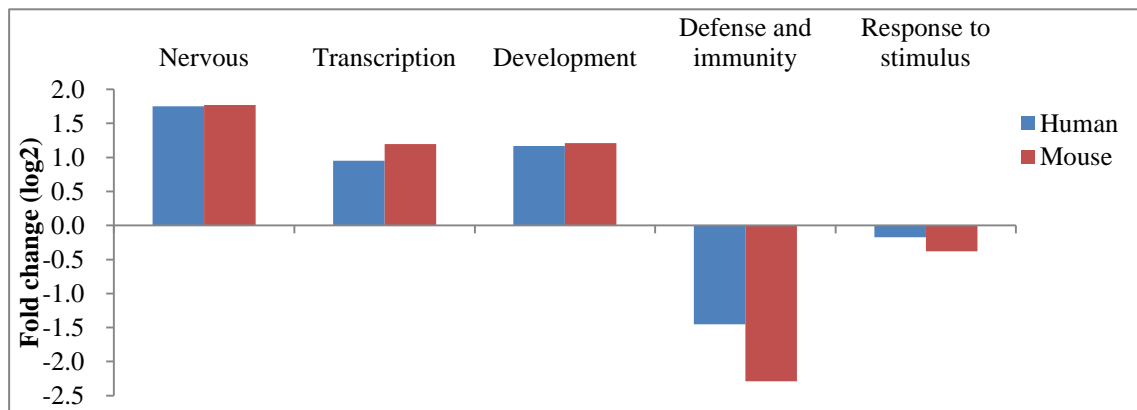 Nervous
Transcription
Development
Defense and
immunity
Response to
stimulus
Fold change (log2)
2.0
1.5
1.0
0.5
0.0
-0.5
-1.0
-1.5
-2.0
-2.5
Human
Mouse